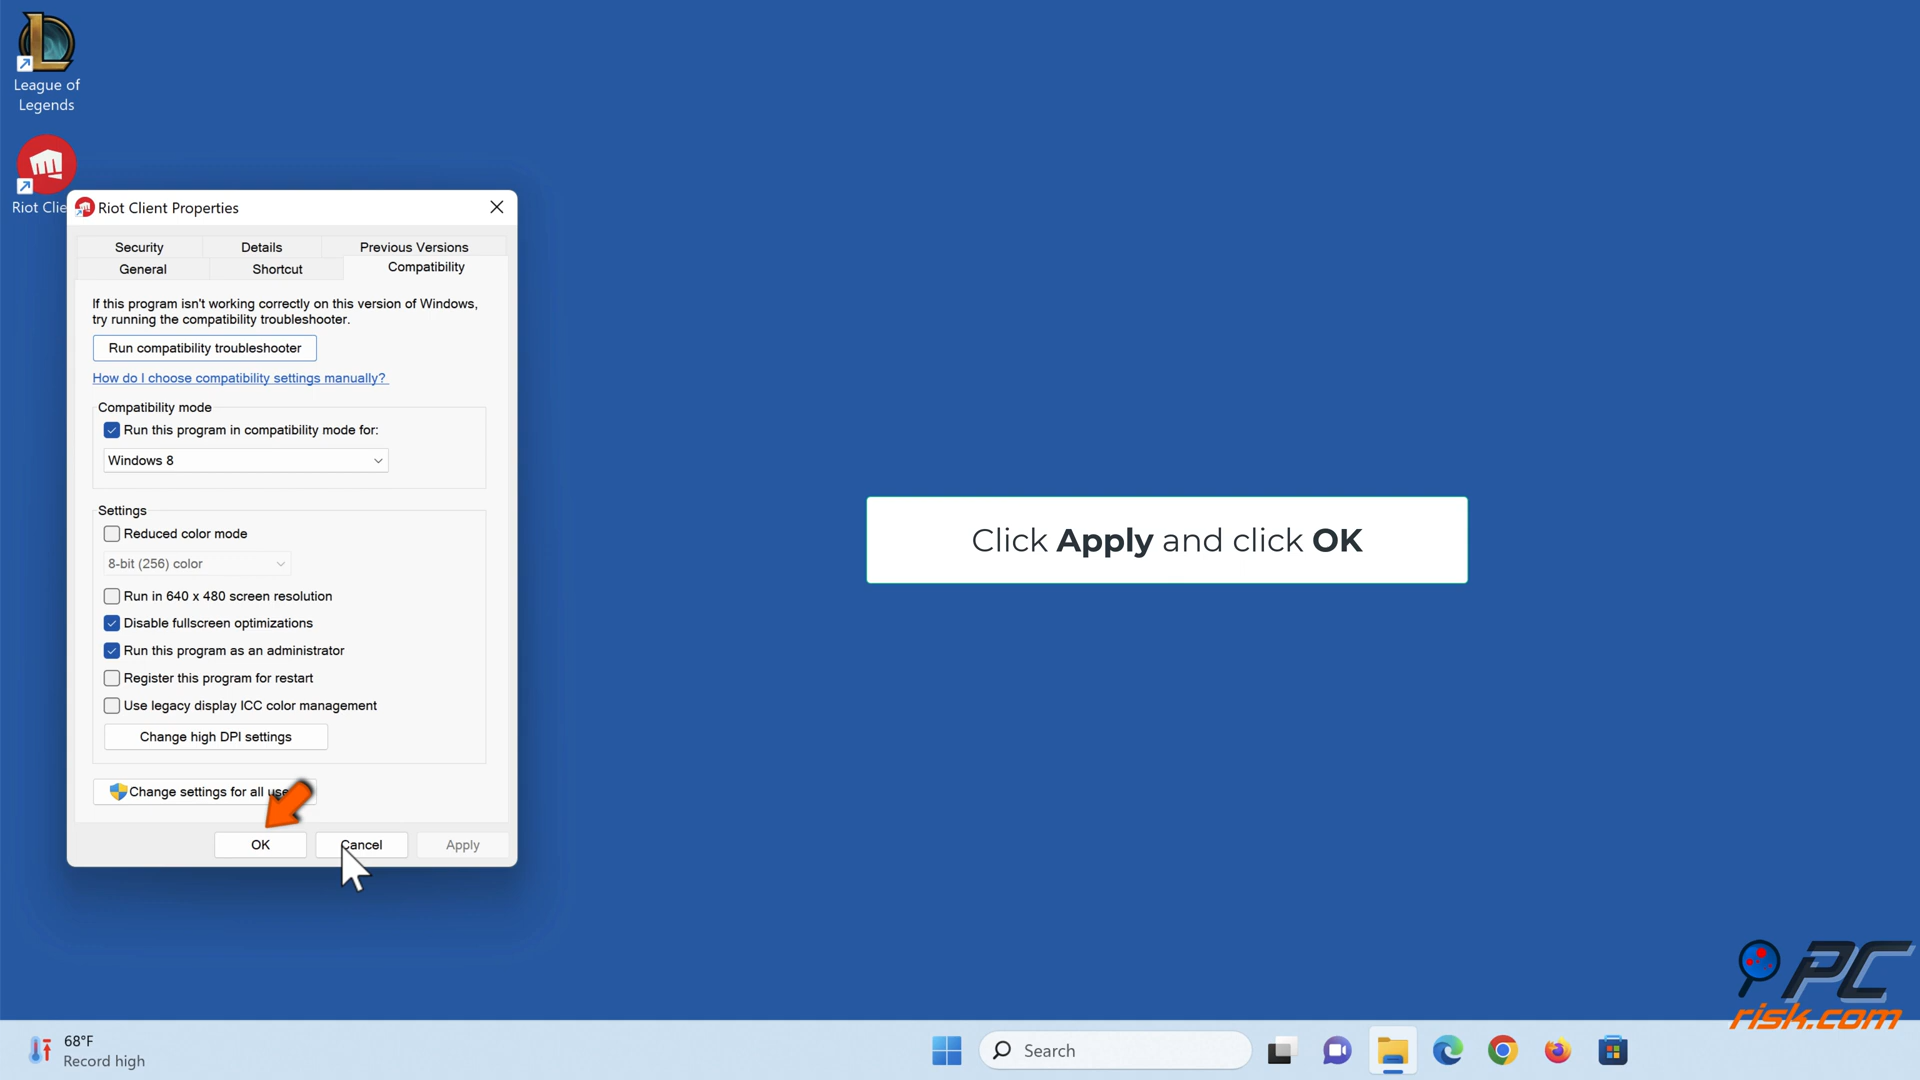 League of
Legends
Riot Clie
Riot Client Properties
Security
Details
Previous Versions
General
Shortcut
Compatibility
If this program isn't working correctly on this version of Windows,
try running the compatibility troubleshooter.
Run compatibility troubleshooter
How do I choose compatibility settings manually?
Compatibility mode
Run this program in compatibility mode for:
Windows 8
Settings
Reduced color mode
8-bit (256) color
Run in 640 x 480 screen resolution
Disable fullscreen optimizations
Run this program as an administrator
Register this program for restart
Use legacy display ICC color management
Change high DPI settings
Change settings for all use
OK
Cancel
Apply
Click Apply and click OK
PC
risk.com
68°F
Record high
Search